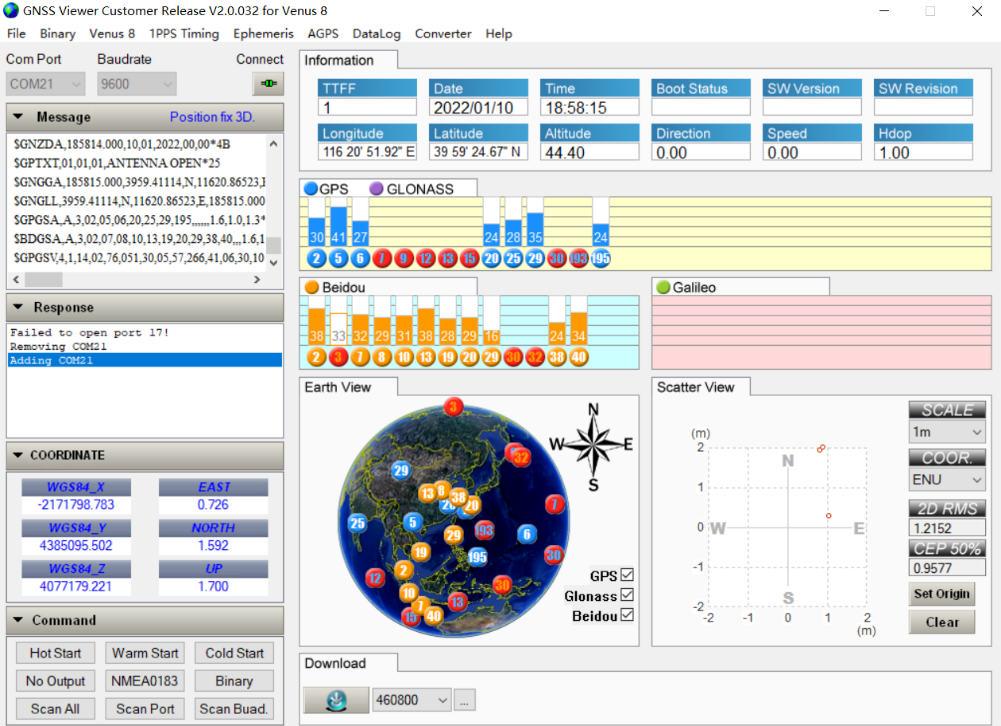 GNSS Viewer Customer Release V2.0.032 for Venus 8
File Binary Venus 8 1PPS Timing Ephemeris AGPS DataLog Converter Help
Com Port Baudrate Connect
COM21 9600
Message Position fix 3D.
$GNZDA,185814.000,10,01,2022,00,00*4B
$GPTXT,01,01,01,ANTENNA OPEN*25
$GNGGA,185815.000,3959.41114,N,11620.86523,E
$GNGLL,3959.41114,N,11620.86523,E,185815.000
$GPGSA,A,3,02,05,06,20,25,29,195,,,,,,1.6,1.0,1.3*
$BDGSA,A,3,02,07,08,10,13,19,20,29,38,40,,,1.6,1
$GPGSV,4,1,14,02,76,051,30,05,57,266,41,06,30,10
Response
Failed to open port 17!
Removing COM21
Adding COM21
COORDINATE
WGS84_X EAST
-2171798.783 0.726
WGS84_Y NORTH
4385095.502 1.592
WGS84_Z UP
4077179.221 1.700
Command
Hot Start Warm Start Cold Start
No Output NMEA0183 Binary
Scan All Scan Port Scan Buad.
Information
TTFF Date Time Boot Status SW Version SW Revision
1 2022/01/10 18:58:15
Longitude Latitude Altitude Direction Speed Hdop
116 20' 51.92" E 39 59' 24.67" N 44.40 0.00 0.00 1.00
GPS GLONASS
30 41 27 24 28 35 24
2 5 6 7 9 12 13 15 20 25 29 30 193 195
Beidou
38 33 32 29 31 38 28 29 16 24 34
2 3 7 8 10 13 19 20 29 30 32 38 40
Galileo
Earth View
3
32
29
13 8 38 20
7
25 5 193 6
29
19 195 30
2
12 30
10
13
7
15 40
N
W E
S
GPS
Glonass
Beidou
Scatter View
(m)
2
1
0
-1
-2
-2 -1 0 1 2
(m)
N
W E
S
SCALE
1m
COOR.
ENU
2D RMS
1.2152
CEP 50%
0.9577
Set Origin
Clear
Download
460800 ...